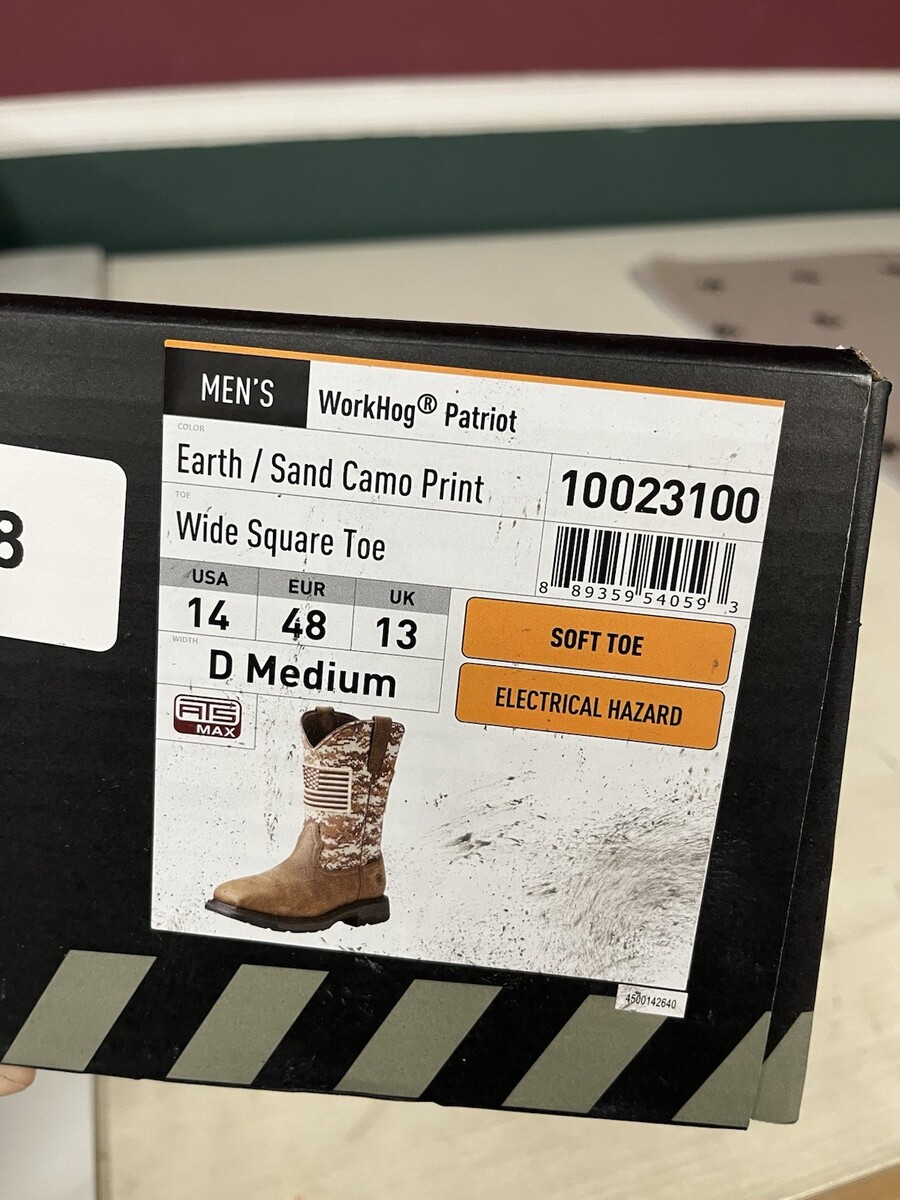 MEN'S
WorkHog® Patriot
COLOR
Earth / Sand Camo Print
10023100
TOE
Wide Square Toe
8 89359 54059 3
USA EUR UK
14 48 13
WIDTH
D Medium
SOFT TOE
ELECTRICAL HAZARD
ATS
MAX
8
4500142640